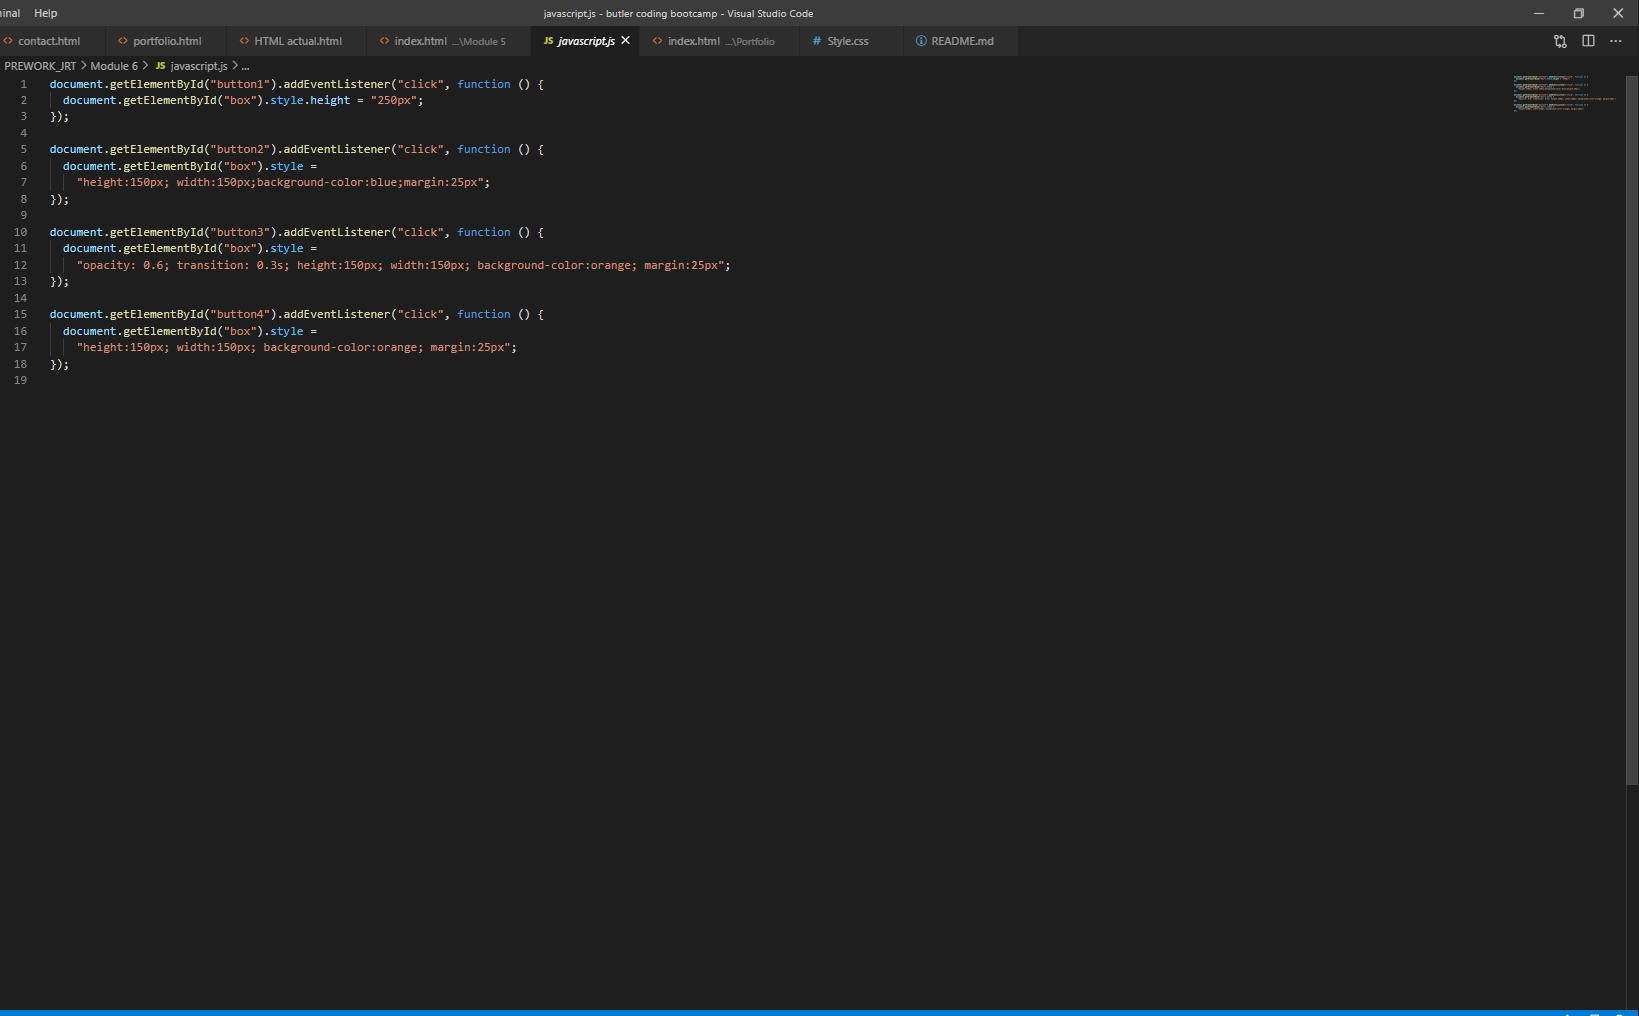 Help
javascript.js - butler coding bootcamp - Visual Studio Code
contact.html
portfolio.html
HTML actual.html
index.html ...\Module 5
JS javascript.js
index.html ...\Portfolio
# Style.css
README.md
PREWORK_JRT > Module 6 > JS javascript.js > ...
1 document.getElementById("button1").addEventListener("click", function () {
2 document.getElementById("box").style.height = "250px";
3 });
4
5 document.getElementById("button2").addEventListener("click", function () {
6 document.getElementById("box").style =
7 "height:150px; width:150px;background-color:blue;margin:25px";
8 });
9
10 document.getElementById("button3").addEventListener("click", function () {
11 document.getElementById("box").style =
12 "opacity: 0.6; transition: 0.3s; height:150px; width:150px; background-color:orange; margin:25px";
13 });
14
15 document.getElementById("button4").addEventListener("click", function () {
16 document.getElementById("box").style =
17 "height:150px; width:150px; background-color:orange; margin:25px";
18 });
19